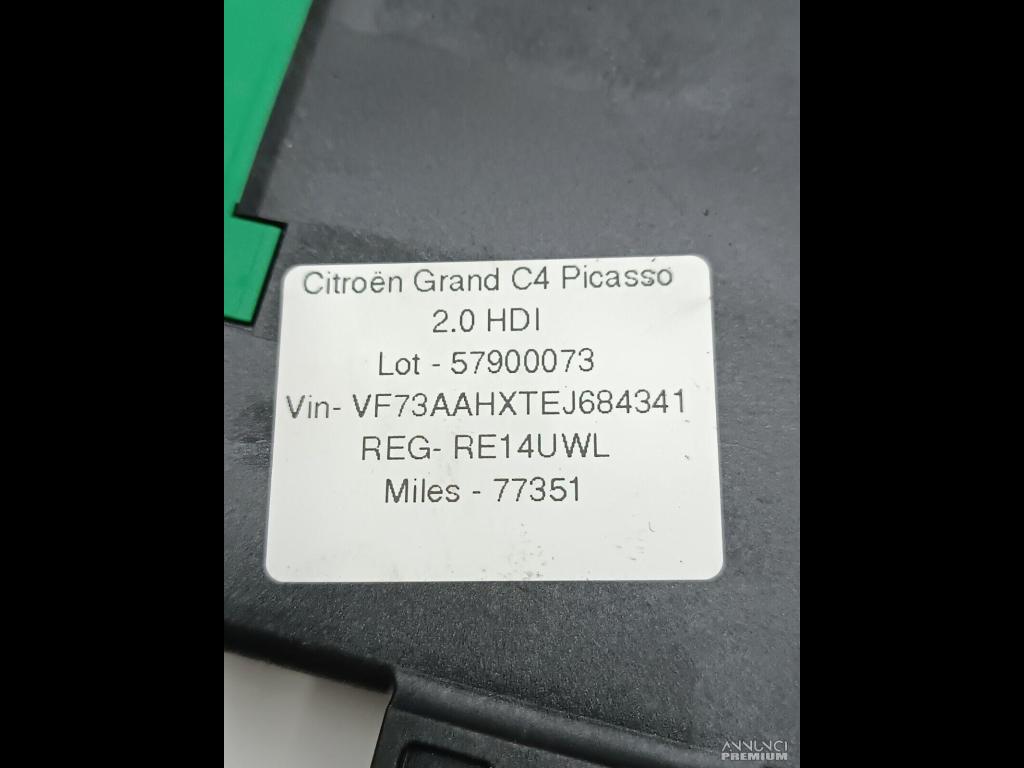 Citroën Grand C4 Picasso
2.0 HDI
Lot - 57900073
Vin- VF73AAHXTEJ684341
REG- RE14UWL
Miles - 77351
ANNUNCI
PREMIUM